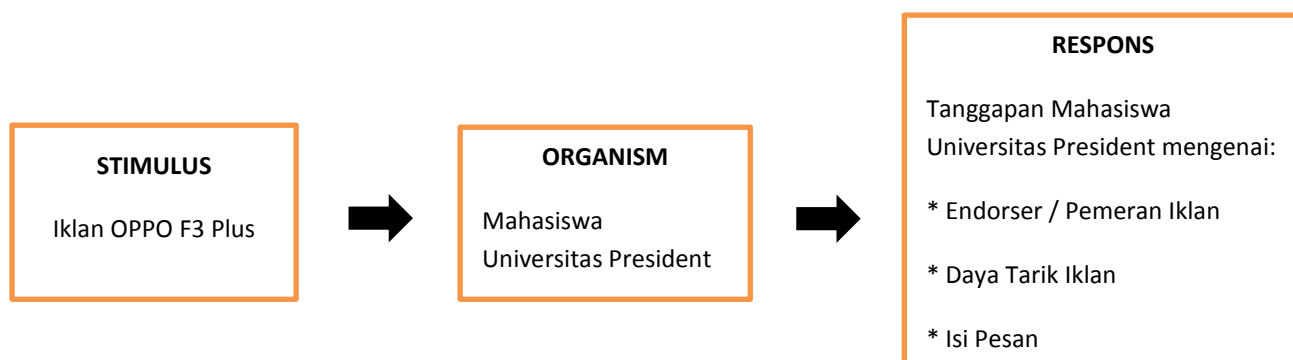 STIMULUS
Iklan OPPO F3 Plus
ORGANISM
Mahasiswa
Universitas President
RESPONS
Tanggapan Mahasiswa
Universitas President mengenai:
* Endorser / Pemeran Iklan
* Daya Tarik Iklan
* Isi Pesan